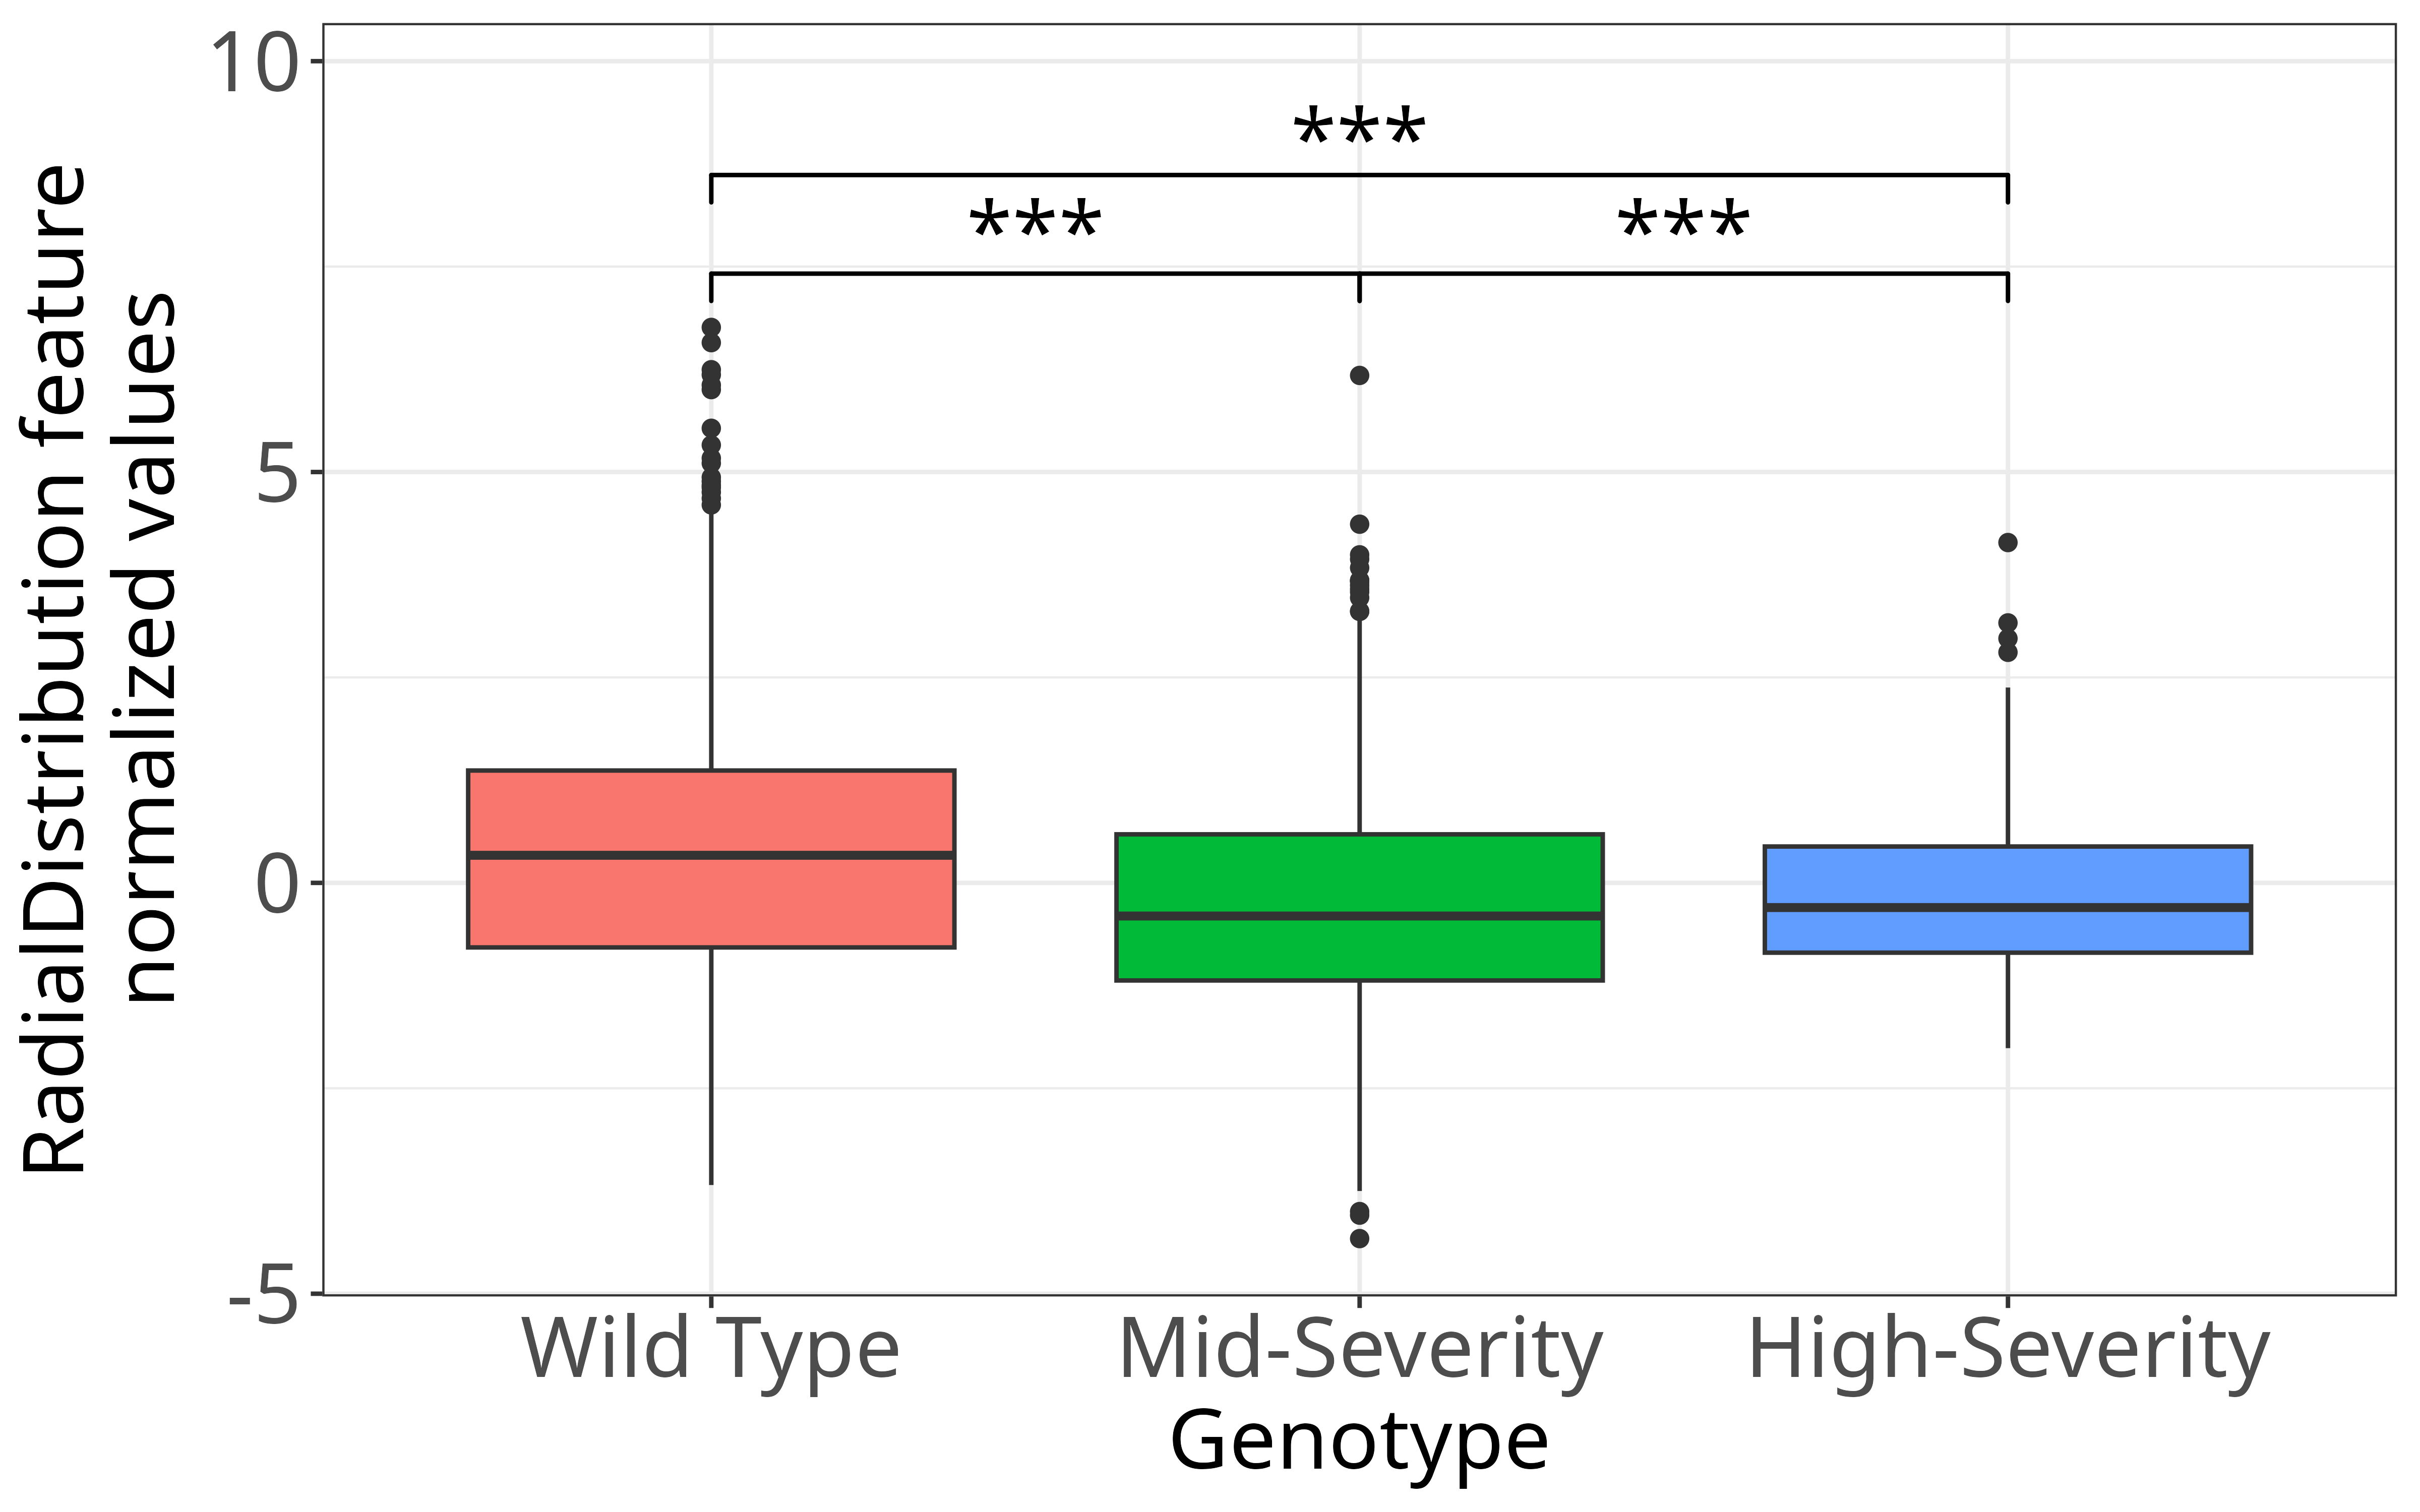 RadialDistribution feature
normalized values
10
5
0
-5
***
*** ***
Wild Type Mid-Severity High-Severity
Genotype